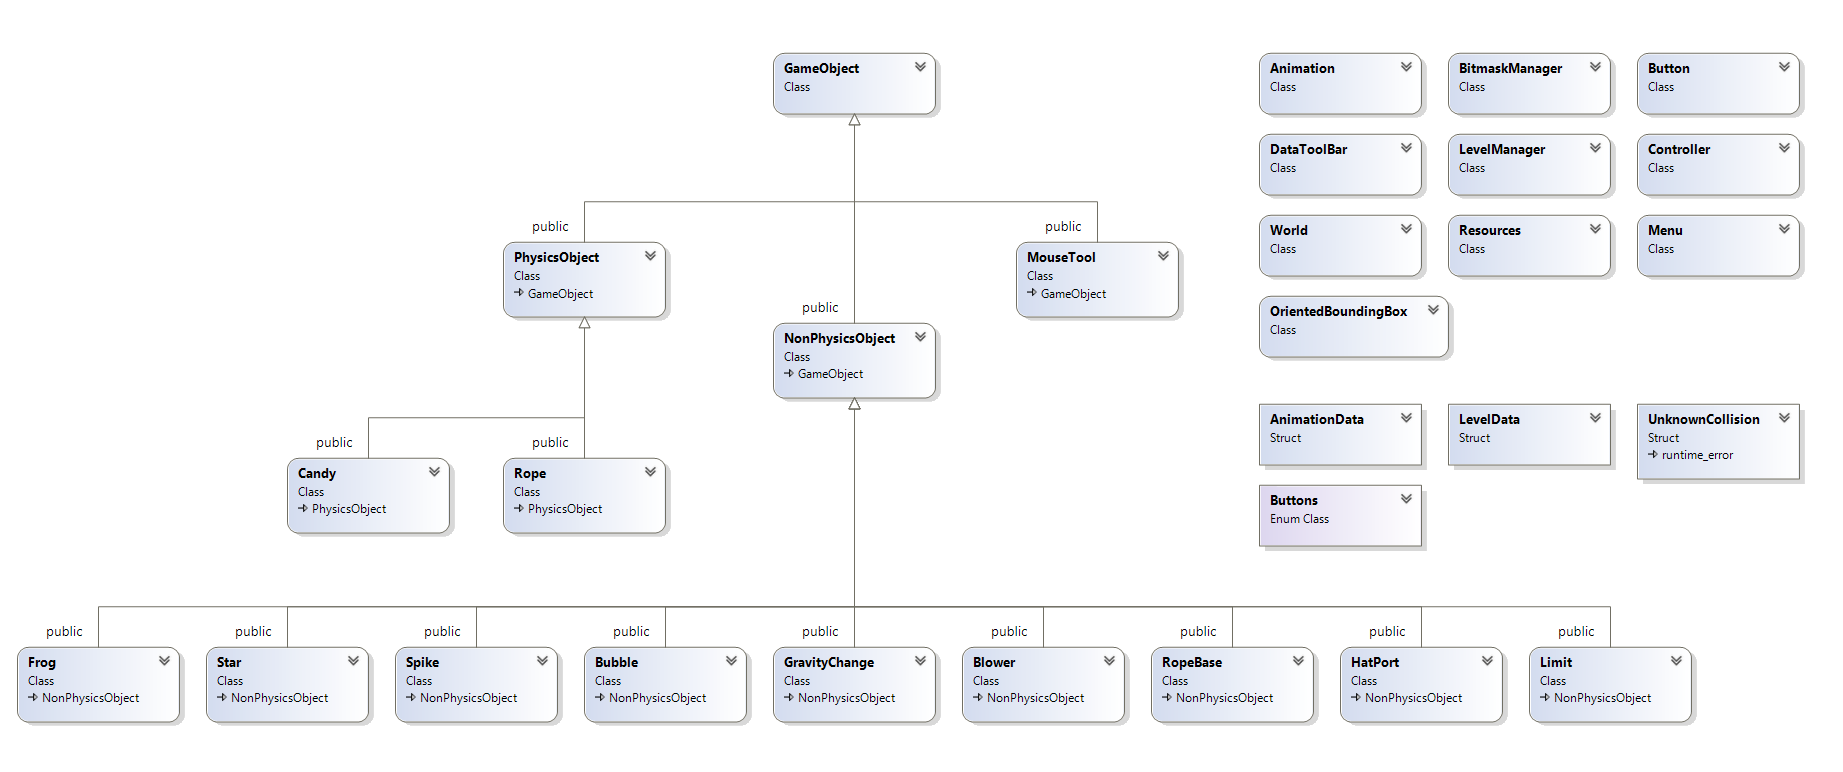 GameObject
Class
Animation
Class
BitmaskManager
Class
Button
Class
DataToolBar
Class
LevelManager
Class
Controller
Class
World
Class
Resources
Class
Menu
Class
OrientedBoundingBox
Class
public
PhysicsObject
Class
GameObject
public
MouseTool
Class
GameObject
public
NonPhysicsObject
Class
GameObject
AnimationData
Struct
LevelData
Struct
UnknownCollision
Struct
runtime_error
Buttons
Enum Class
public
Candy
Class
PhysicsObject
public
Rope
Class
PhysicsObject
public
Frog
Class
NonPhysicsObject
public
Star
Class
NonPhysicsObject
public
Spike
Class
NonPhysicsObject
public
Bubble
Class
NonPhysicsObject
public
GravityChange
Class
NonPhysicsObject
public
Blower
Class
NonPhysicsObject
public
RopeBase
Class
NonPhysicsObject
public
HatPort
Class
NonPhysicsObject
public
Limit
Class
NonPhysicsObject